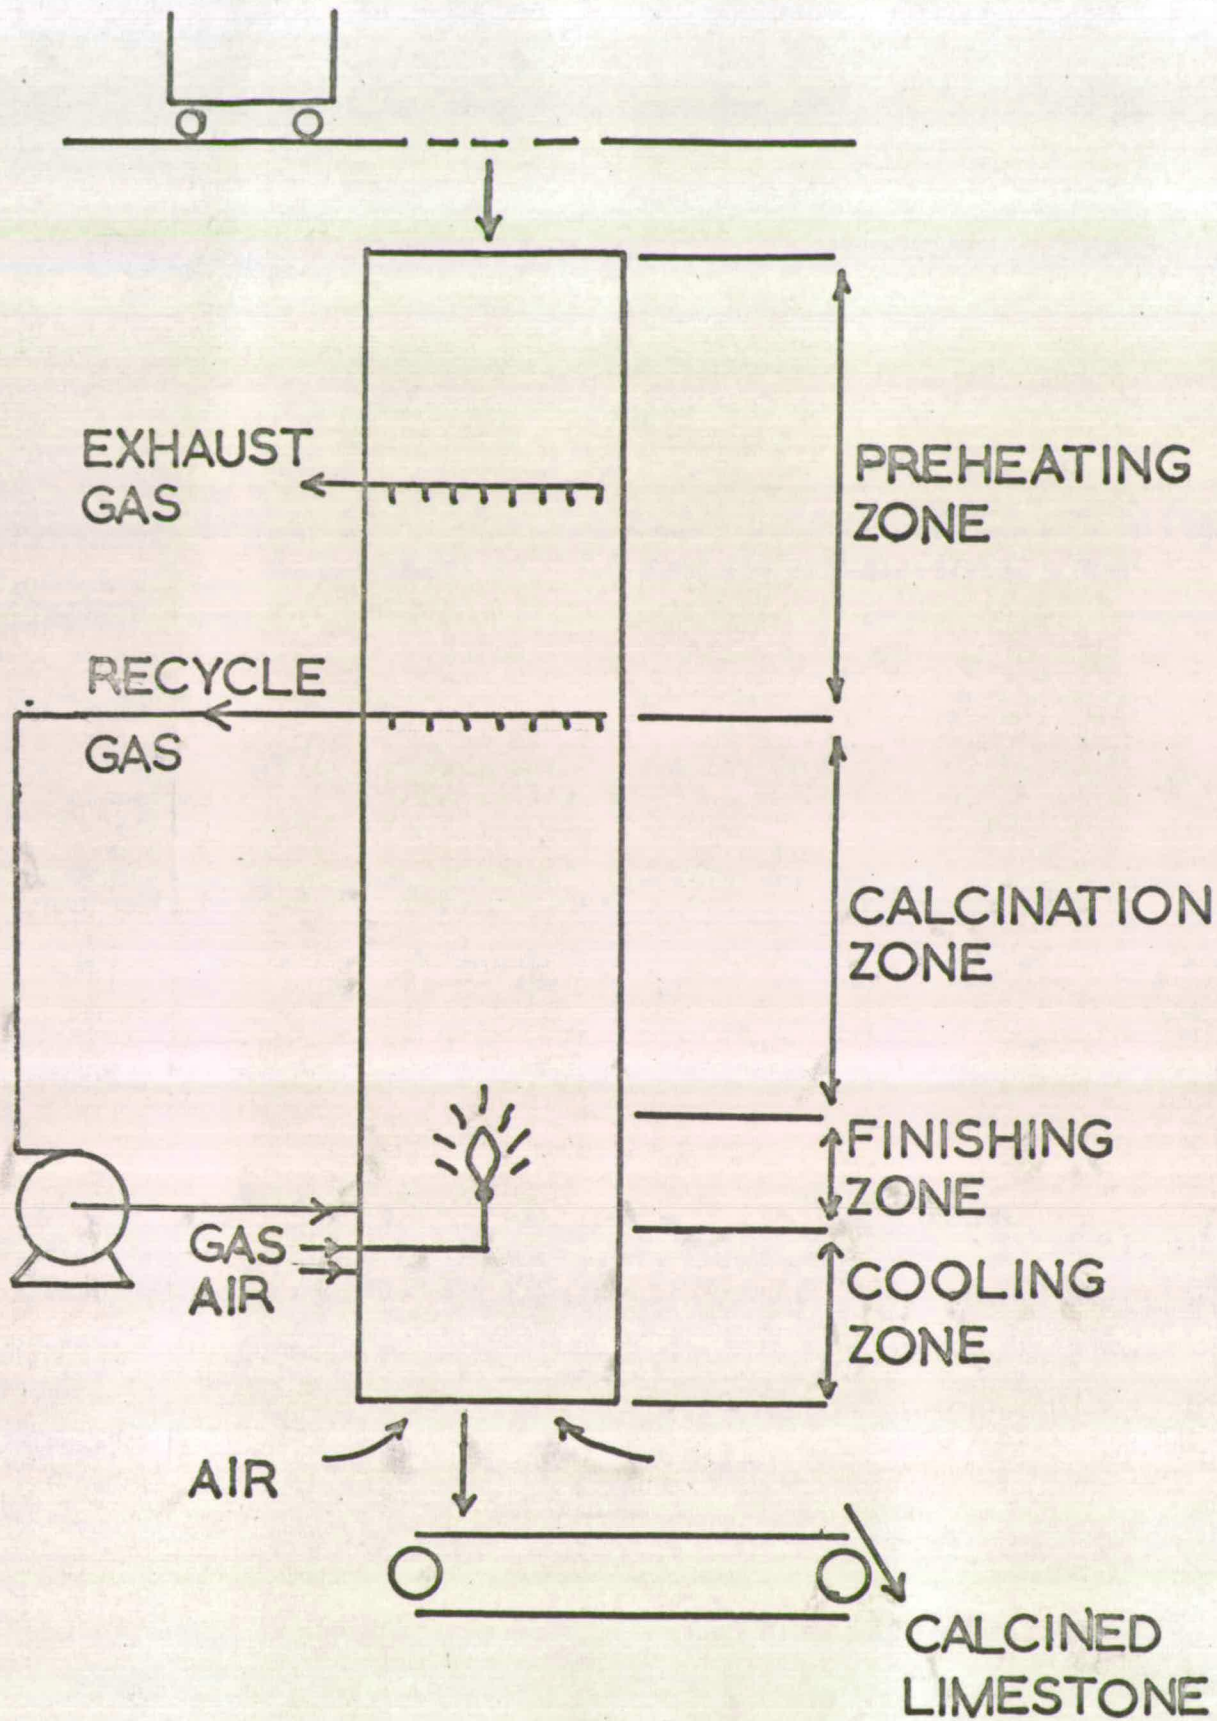 EXHAUST
GAS
PREHEATING
ZONE
RECYCLE
GAS
CALCINATION
ZONE
FINISHING
ZONE
GAS
AIR
COOLING
ZONE
AIR
CALCINED
LIMESTONE